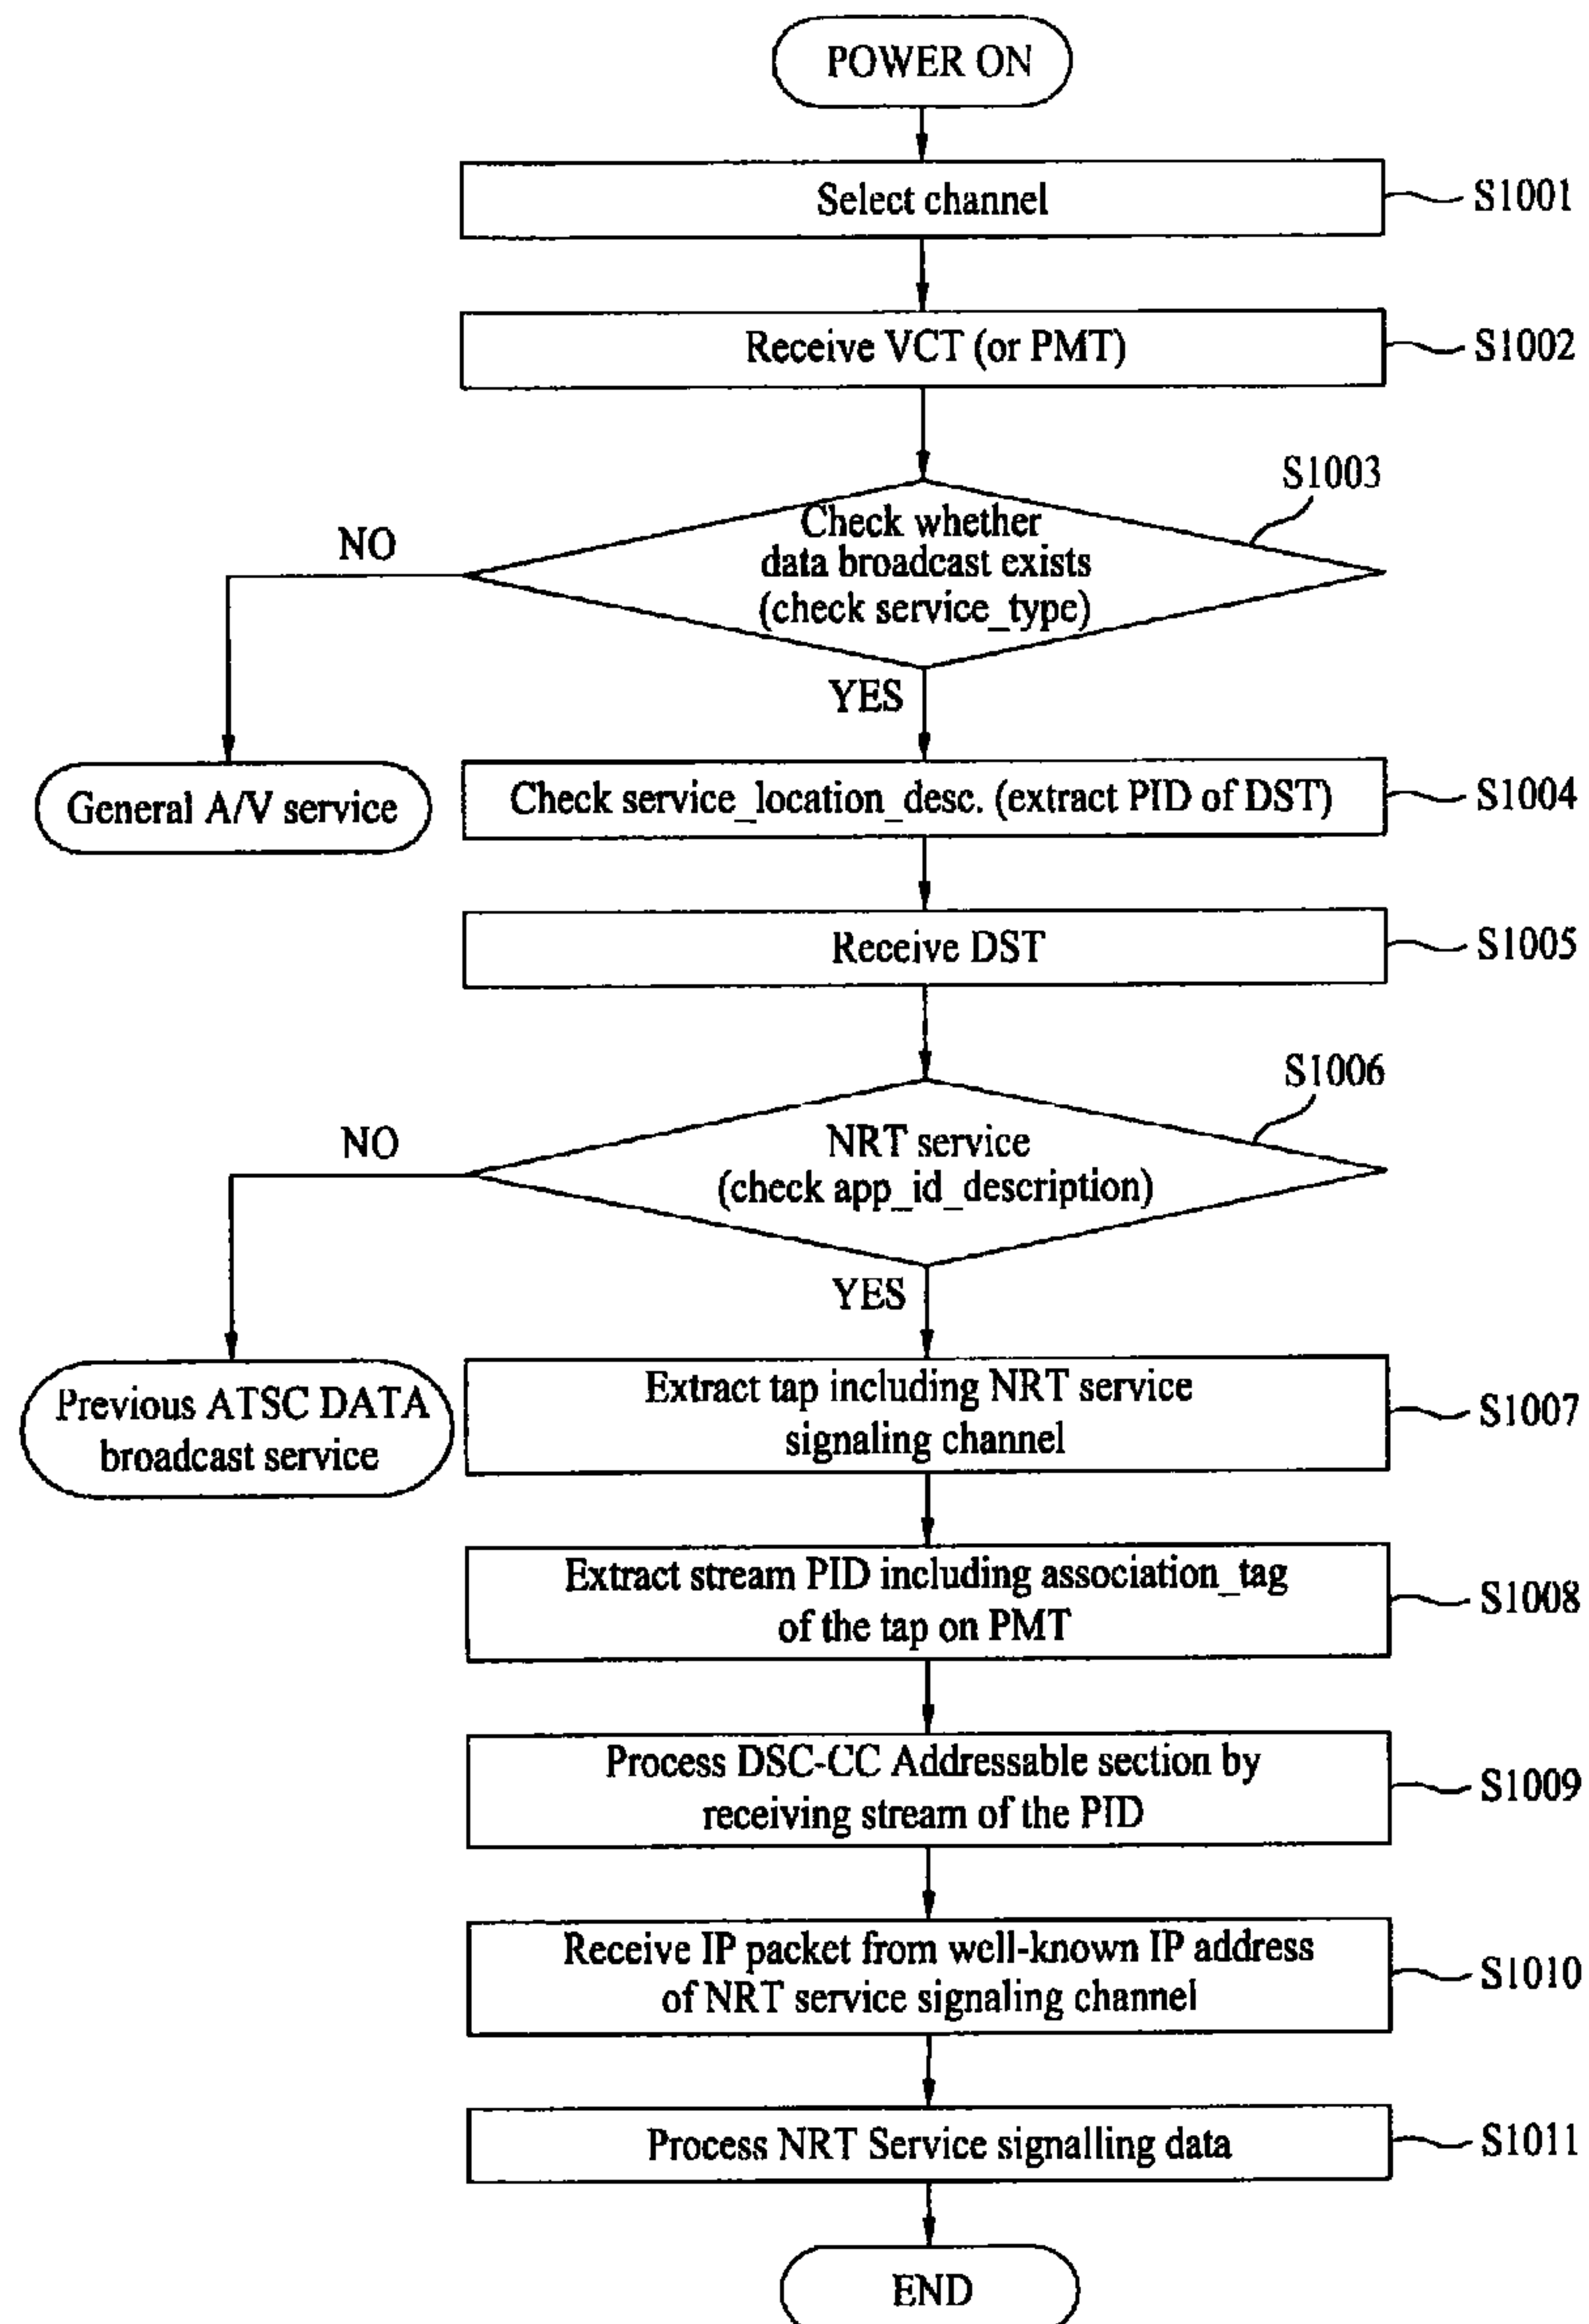 POWER ON
Select channel
S1001
Receive VCT (or PMT)
S1002
S1003
Check whether
data broadcast exists
(check service_type)
NO
YES
General A/V service
Check service_location_desc. (extract PID of DST)
S1004
Receive DST
S1005
S1006
NRT service
(check app_id_description)
NO
YES
Previous ATSC DATA
broadcast service
Extract tap including NRT service
signaling channel
S1007
Extract stream PID including association_tag
of the tap on PMT
S1008
Process DSC-CC Addressable section by
receiving stream of the PID
S1009
Receive IP packet from well-known IP address
of NRT service signaling channel
S1010
Process NRT Service signalling data
S1011
END